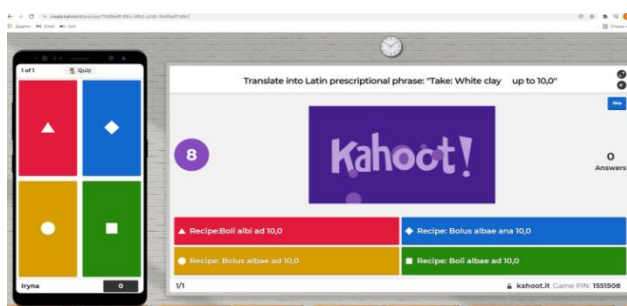 1 of 1
Quiz
Translate into Latin prescriptional phrase: "Take: White clay up to 10,0"
Skip
8
Kahoot!
0
Answers
Recipe:Boli albi ad 10,0
Recipe: Bolus albae ana 10,0
Recipe: Bolus albae ad 10,0
Recipe: Boli albae ad 10,0
Iryna
0
1/1
kahoot.it Game PIN: 1551508